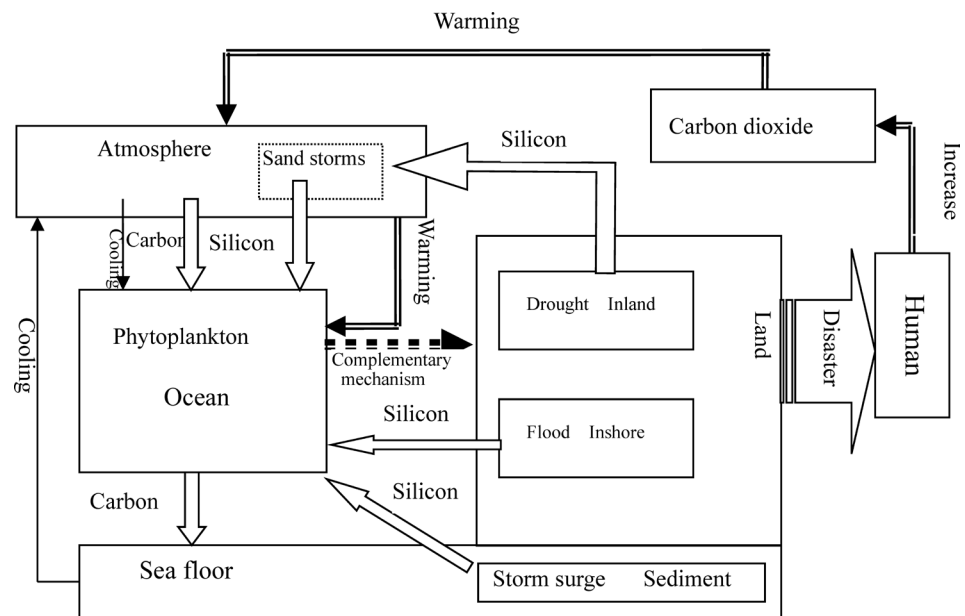 Warming
Carbon dioxide
Increase
Atmosphere
Sand storms
Silicon
Cooling
Carbon
Silicon
Warming
Cooling
Phytoplankton
Ocean
Complementary
mechanism
Drought Inland
Land
Disaster
Human
Silicon
Flood Inshore
Carbon
Silicon
Sea floor
Storm surge Sediment